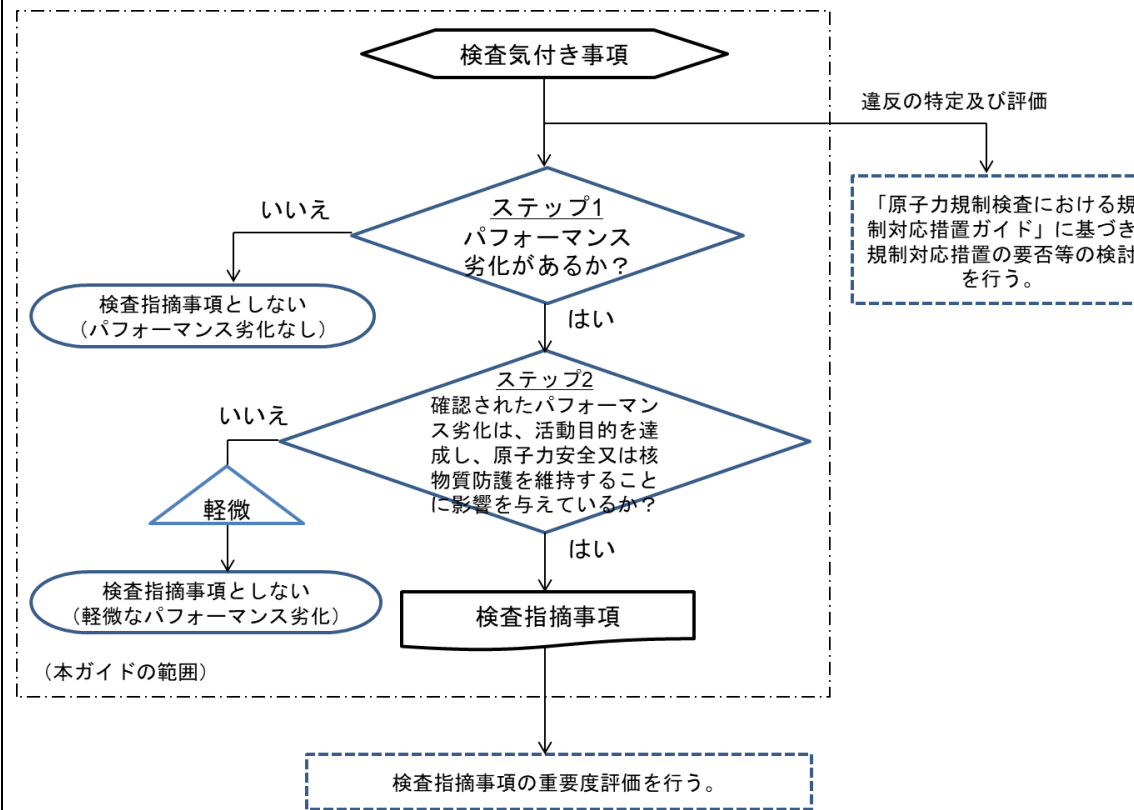 検査気付き事項
違反の特定及び評価
「原子力規制検査における規
制対応措置ガイド」に基づき
規制対応措置の要否等の検討
を行う。
いいえ
ステップ1
パフォーマンス
劣化があるか？
検査指摘事項としない
（パフォーマンス劣化なし）
はい
ステップ2
確認されたパフォーマン
ス劣化は、活動目的を達
成し、原子力安全又は核
物質防護を維持すること
に影響を与えているか？
いいえ
軽微
はい
検査指摘事項としない
（軽微なパフォーマンス劣化）
検査指摘事項
（本ガイドの範囲）
検査指摘事項の重要度評価を行う。